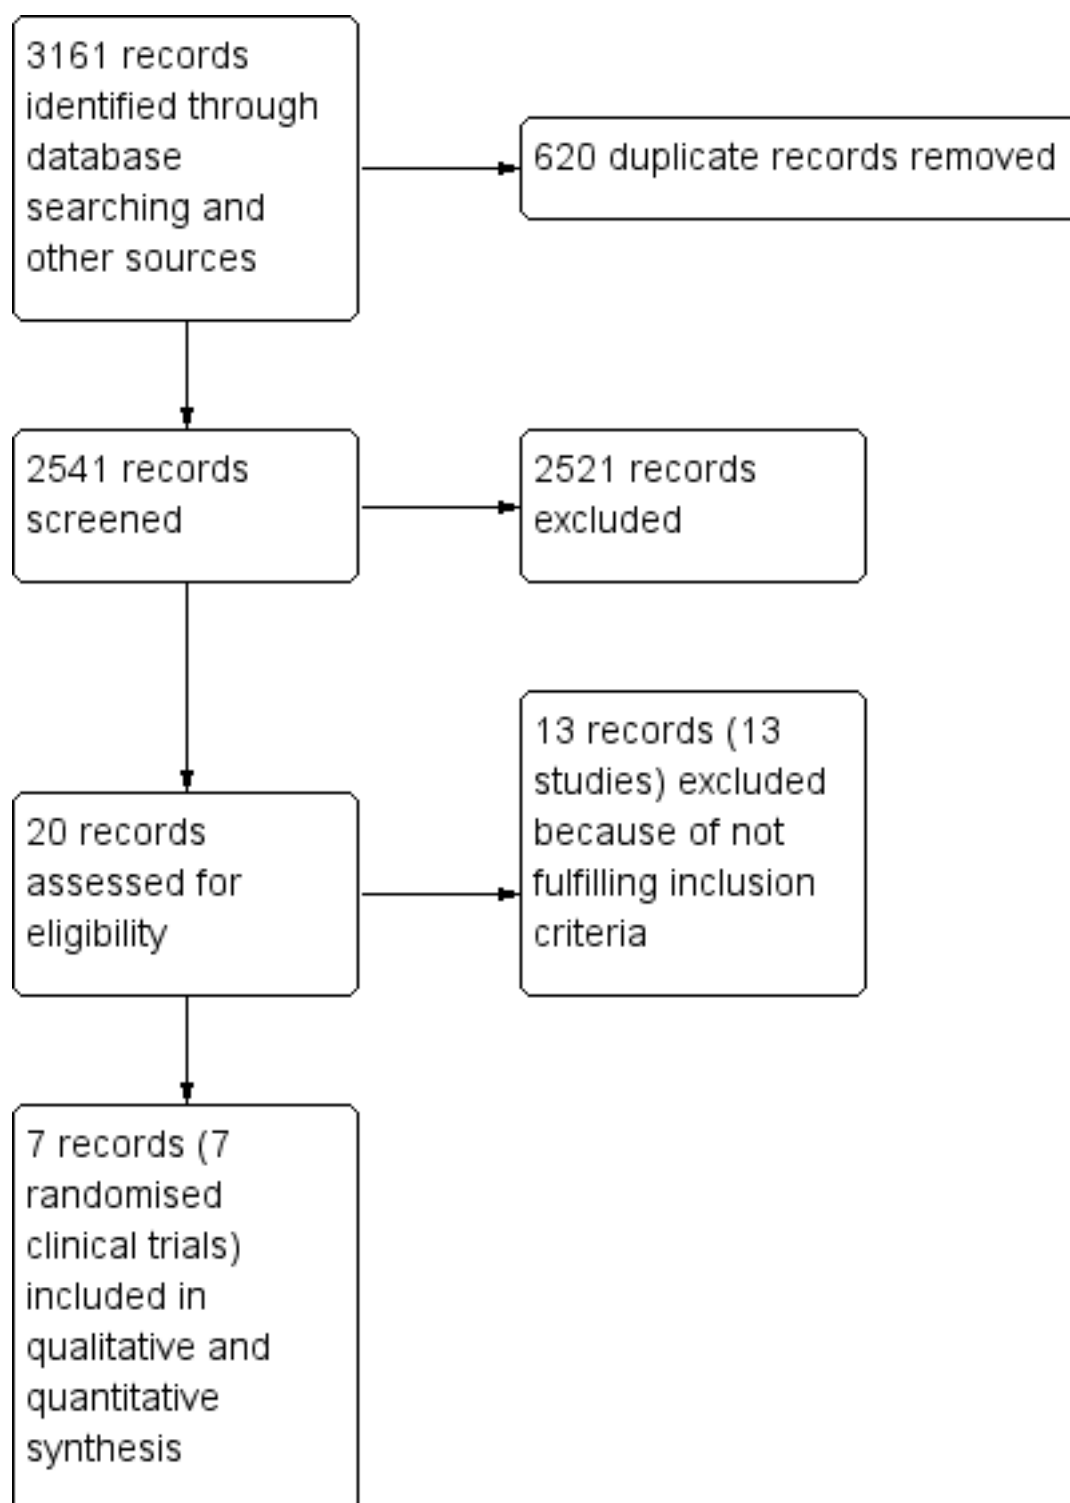 3161 records
identified through
database
searching and
other sources
620 duplicate records removed
2541 records
screened
2521 records
excluded
20 records
assessed for
eligibility
13 records (13
studies) excluded
because of not
fulfilling inclusion
criteria
7 records (7
randomised
clinical trials)
included in
qualitative and
quantitative
synthesis